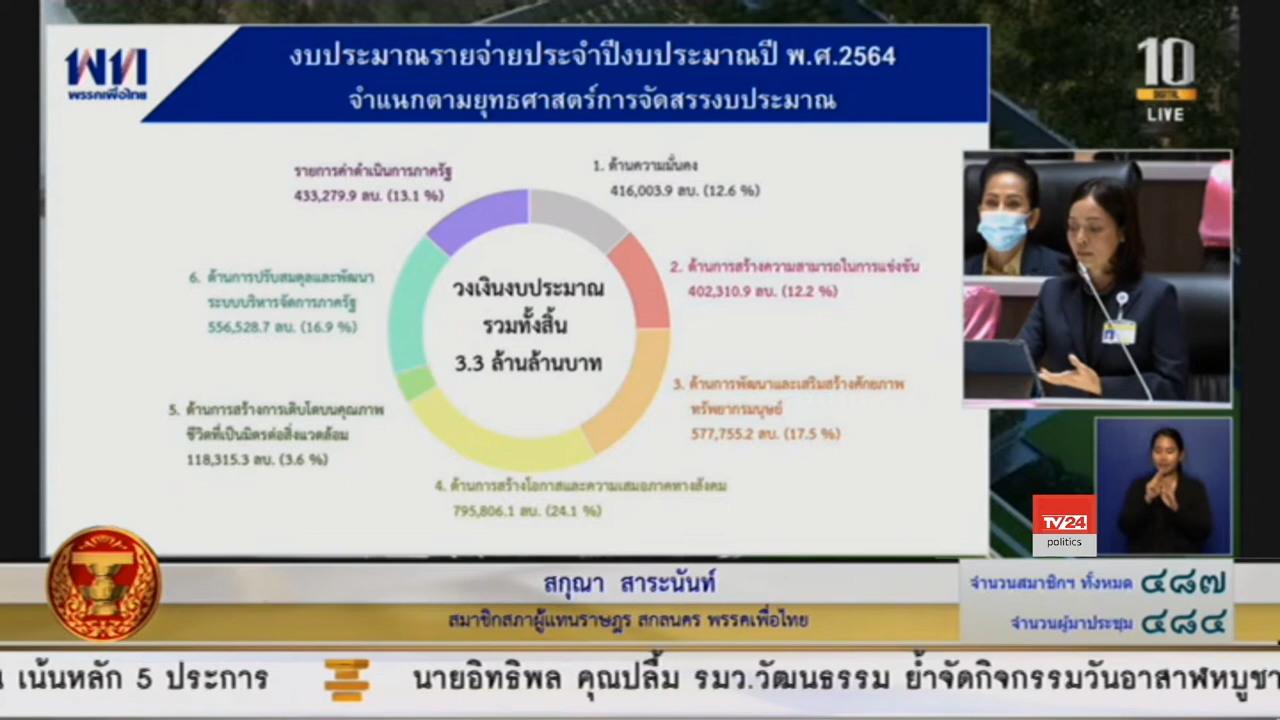 พท
พรรคเพื่อไทย
งบประมาณรายจ่ายประจำปีงบประมาณปี พ.ศ.2564
จำแนกตามยุทธศาสตร์การจัดสรรงบประมาณ
10
DIGITAL
LIVE
รายการค่าดำเนินการภาครัฐ
433,279.9 ลบ. (13.1 %)
1. ด้านความมั่นคง
416,003.9 ลบ. (12.6 %)
2. ด้านการสร้างความสามารถในการแข่งขัน
402,310.9 ลบ. (12.2 %)
6. ด้านการปรับสมดุลและพัฒนา
ระบบบริหารจัดการภาครัฐ
556,528.7 ลบ. (16.9 %)
วงเงินงบประมาณ
รวมทั้งสิ้น
3.3 ล้านล้านบาท
3. ด้านการพัฒนาและเสริมสร้างศักยภาพ
ทรัพยากรมนุษย์
577,755.2 ลบ. (17.5 %)
5. ด้านการสร้างการเติบโตบนคุณภาพ
ชีวิตที่เป็นมิตรต่อสิ่งแวดล้อม
118,315.3 ลบ. (3.6 %)
4. ด้านการสร้างโอกาสและความเสมอภาคทางสังคม
795,806.1 ลบ. (24.1 %)
TV24
politics
สกุณา สาระนันท์
สมาชิกสภาผู้แทนราษฎร สกลนคร พรรคเพื่อไทย
จำนวนสมาชิกฯ ทั้งหมด ๔๘๗
จำนวนผู้มาประชุม ๔๘๔
เน้นหลัก 5 ประการ นายอิทธิพล คุณปลื้ม รมว.วัฒนธรรม ย้ำจัดกิจกรรมวันอาสาฬหบูชา